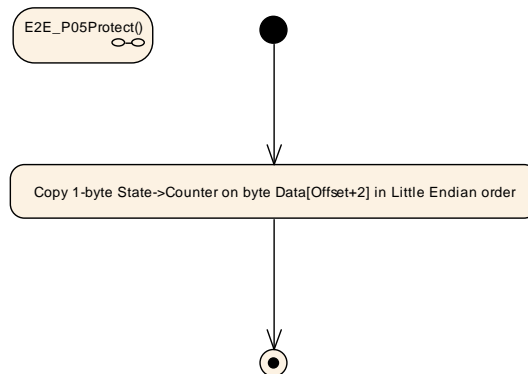 E2E_P05Protect()
Copy 1-byte State->Counter on byte Data[Offset+2] in Little Endian order